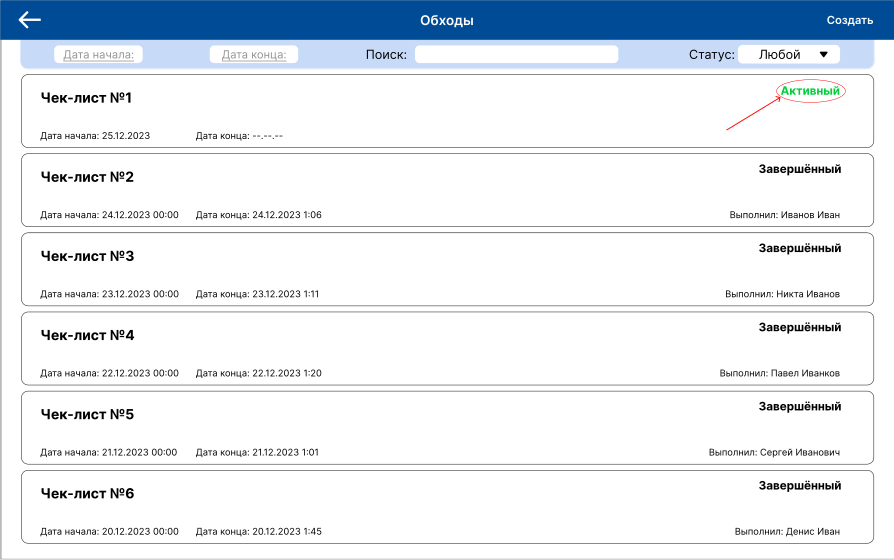 Обходы
Создать
Дата начала: Дата конца: Поиск: Статус: Любой
Чек-лист №1
Активный
Дата начала: 25.12.2023 Дата конца: --.--.--
Чек-лист №2
Завершённый
Дата начала: 24.12.2023 00:00 Дата конца: 24.12.2023 1:06 Выполнил: Иванов Иван
Чек-лист №3
Завершённый
Дата начала: 23.12.2023 00:00 Дата конца: 23.12.2023 1:11 Выполнил: Никта Иванов
Чек-лист №4
Завершённый
Дата начала: 22.12.2023 00:00 Дата конца: 22.12.2023 1:20 Выполнил: Павел Иванков
Чек-лист №5
Завершённый
Дата начала: 21.12.2023 00:00 Дата конца: 21.12.2023 1:01 Выполнил: Сергей Иванович
Чек-лист №6
Завершённый
Дата начала: 20.12.2023 00:00 Дата конца: 20.12.2023 1:45 Выполнил: Денис Иван